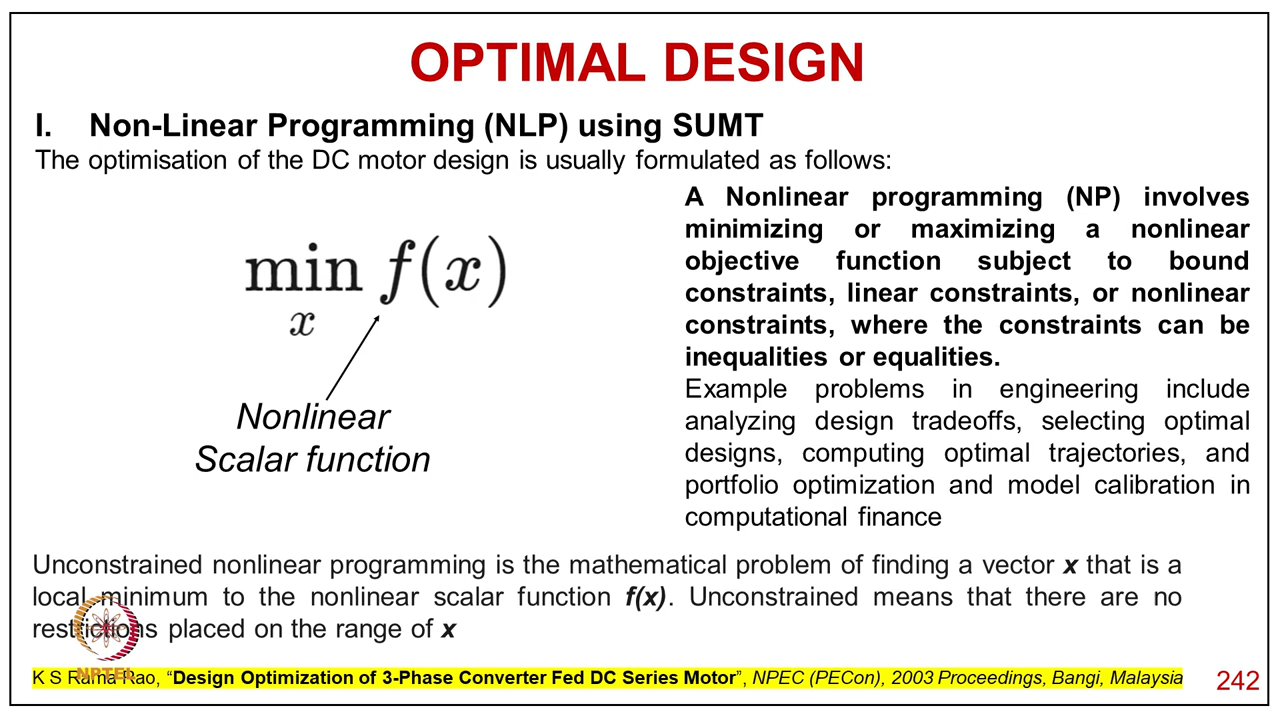 OPTIMAL DESIGN
I. Non-Linear Programming (NLP) using SUMT
The optimisation of the DC motor design is usually formulated as follows:
min f(x)
x
Nonlinear
Scalar function
A Nonlinear programming (NP) involves
minimizing or maximizing a nonlinear
objective function subject to bound
constraints, linear constraints, or nonlinear
constraints, where the constraints can be
inequalities or equalities.
Example problems in engineering include
analyzing design tradeoffs, selecting optimal
designs, computing optimal trajectories, and
portfolio optimization and model calibration in
computational finance
Unconstrained nonlinear programming is the mathematical problem of finding a vector x that is a
local minimum to the nonlinear scalar function f(x). Unconstrained means that there are no
restrictions placed on the range of x
NPTEL
K S Rama Rao, “Design Optimization of 3-Phase Converter Fed DC Series Motor”, NPEC (PECon), 2003 Proceedings, Bangi, Malaysia
242